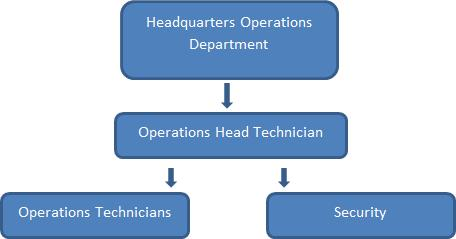 Headquarters Operations
Department
Operations Head Technician
Operations Technicians
Security